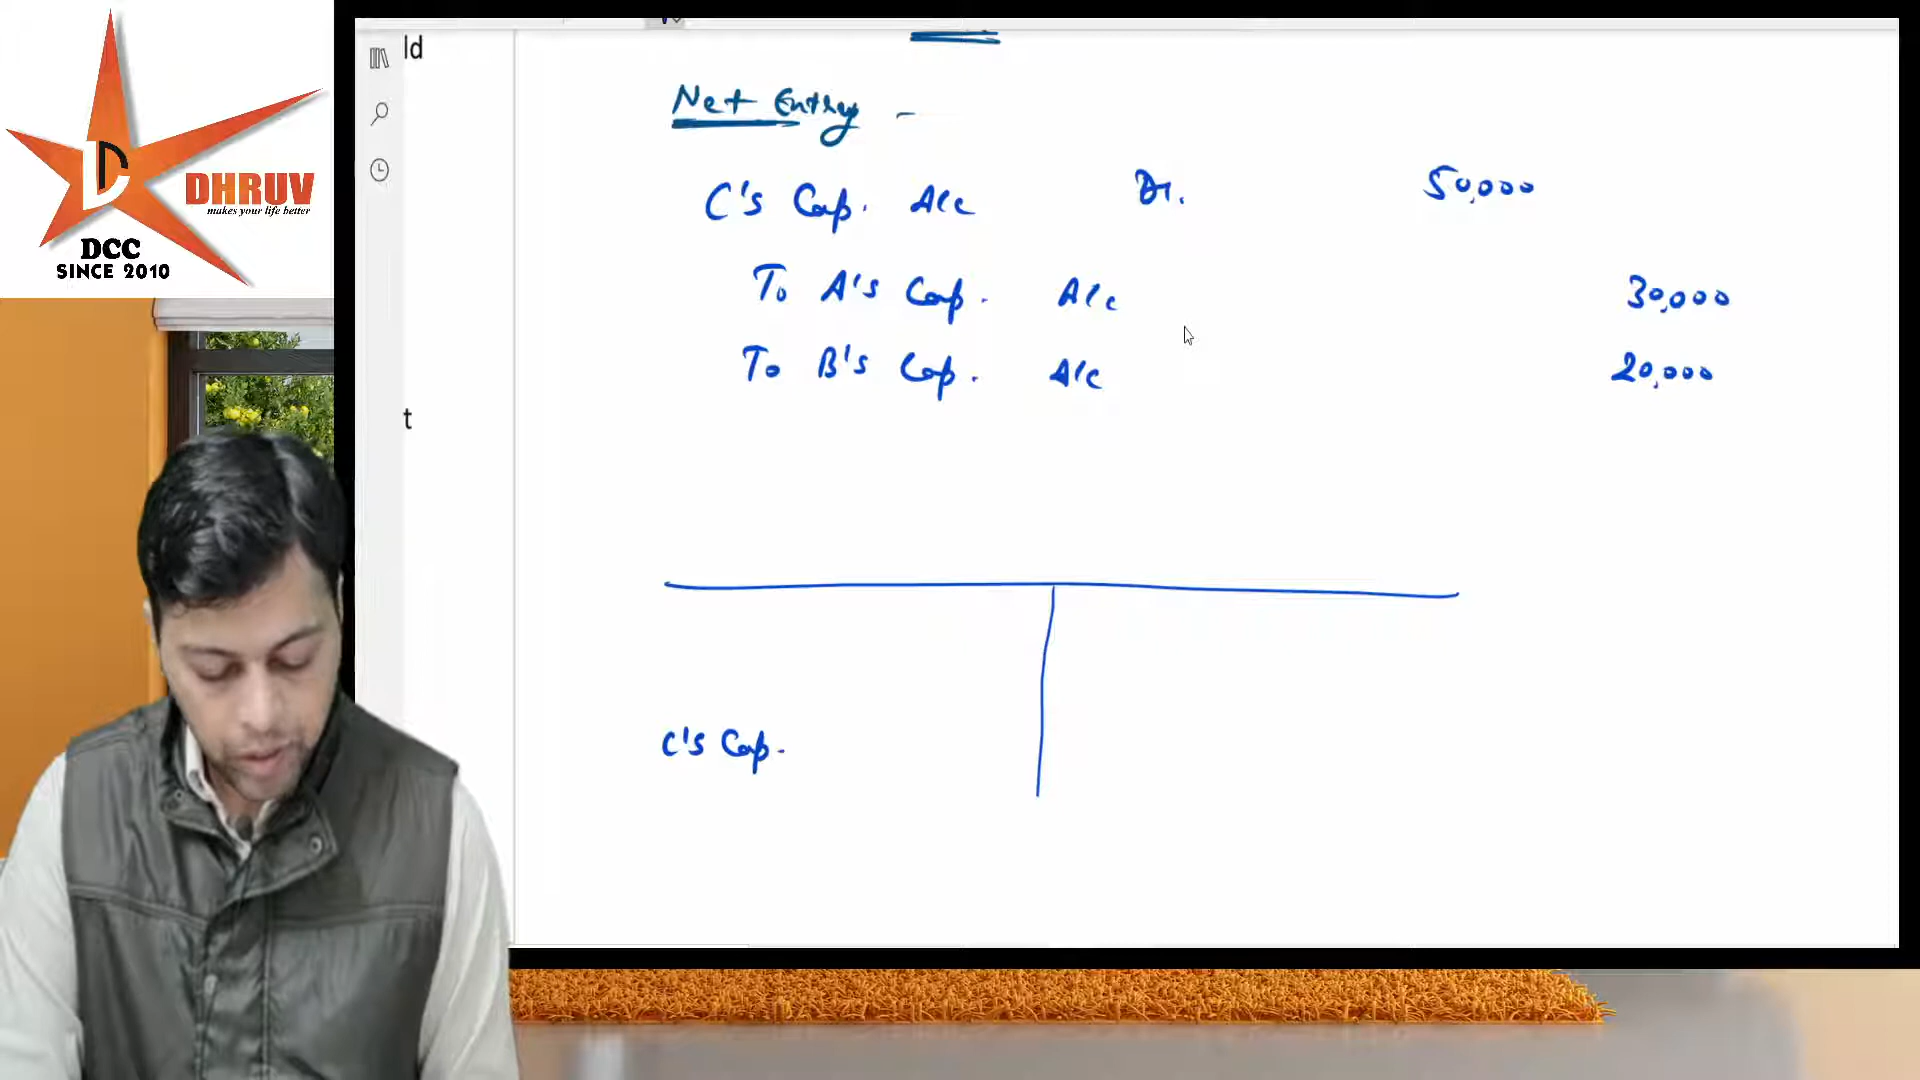 DHRUV
makes your life better
DCC
SINCE 2010
ld
t
Net Entry -
C's Cap. A/c Dr. 50,000
To A's Cap. A/c 30,000
To B's Cap. A/c 20,000
C's Cap.